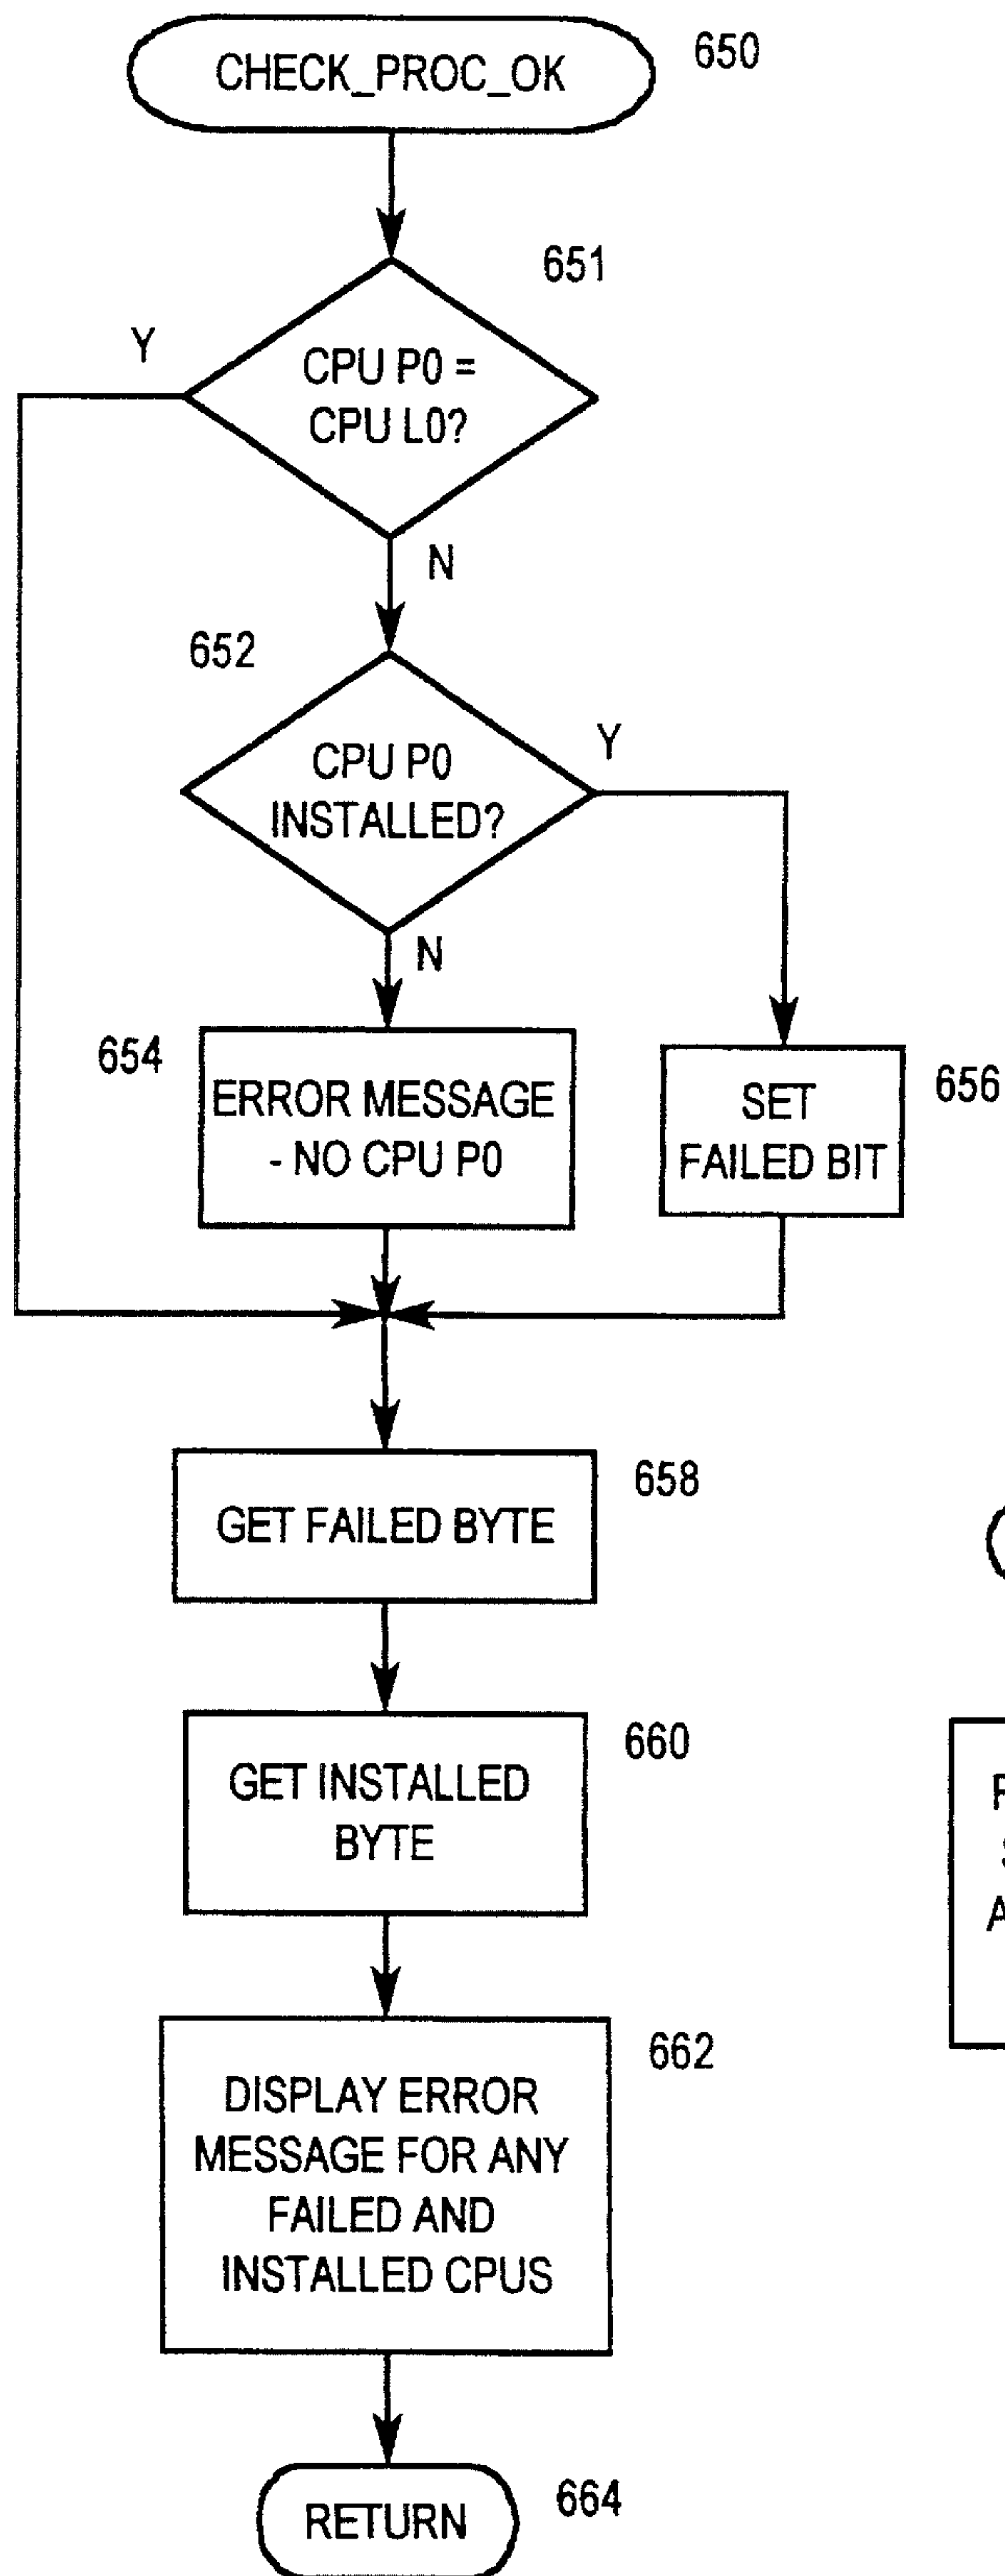 CHECK_PROC_OK
650
651
Y
CPU P0 =
CPU L0?
N
652
CPU P0
INSTALLED?
Y
N
654
ERROR MESSAGE
- NO CPU P0
SET
FAILED BIT
656
GET FAILED BYTE
658
GET INSTALLED
BYTE
660
DISPLAY ERROR
MESSAGE FOR ANY
FAILED AND
INSTALLED CPUS
662
RETURN
664